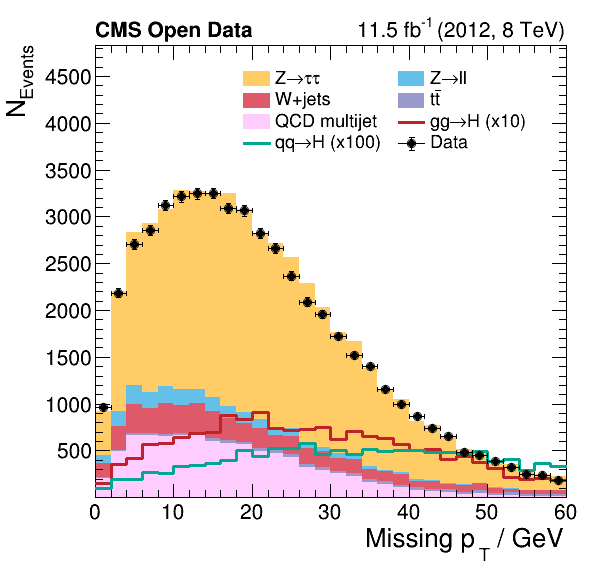 CMS Open Data 11.5 fb⁻¹ (2012, 8 TeV)
N_Events
4500
4000
3500
3000
2500
2000
1500
1000
500
Z→ττ Z→ll
W+jets tt̄
QCD multijet gg→H (x10)
qq→H (x100) Data
0 10 20 30 40 50 60
Missing p_T / GeV